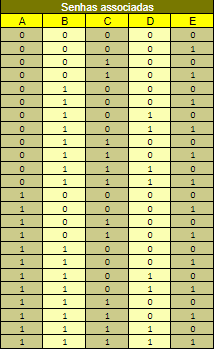 Senhas associadas
A B C D E
0 0 0 0 0
0 0 0 0 1
0 0 1 0 0
0 0 1 0 1
0 1 0 0 0
0 1 0 0 1
0 1 0 1 0
0 1 0 1 1
0 1 1 0 0
0 1 1 0 1
0 1 1 1 0
0 1 1 1 1
1 0 0 0 0
1 0 0 0 1
1 0 1 0 0
1 0 1 0 1
1 1 0 0 0
1 1 0 0 1
1 1 0 1 0
1 1 0 1 1
1 1 1 0 0
1 1 1 0 1
1 1 1 1 0
1 1 1 1 1